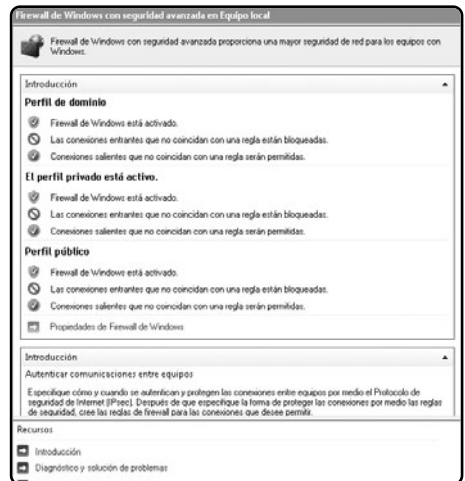 Firewall de Windows con seguridad avanzada en Equipo local
Firewall de Windows con seguridad avanzada proporciona una mayor seguridad de red para los equipos con
Windows.
Introducción
Perfil de dominio
Firewall de Windows está activado.
Las conexiones entrantes que no coincidan con una regla están bloqueadas.
Conexiones salientes que no coincidan con una regla serán permitidas.
El perfil privado está activo.
Firewall de Windows está activado.
Las conexiones entrantes que no coincidan con una regla están bloqueadas.
Conexiones salientes que no coincidan con una regla serán permitidas.
Perfil público
Firewall de Windows está activado.
Las conexiones entrantes que no coincidan con una regla están bloqueadas.
Conexiones salientes que no coincidan con una regla serán permitidas.
Propiedades de Firewall de Windows
Introducción
Autenticar comunicaciones entre equipos
Especifique cómo y cuando se autentican y protegen las conexiones entre equipos por medio el Protocolo de
seguridad de Internet (IPsec). Después de que especifique la forma de proteger las conexiones por medio las reglas
de seguridad, cree las reglas de firewall para las conexiones que desee permitir.
Recursos
Introducción
Diagnóstico y solución de problemas